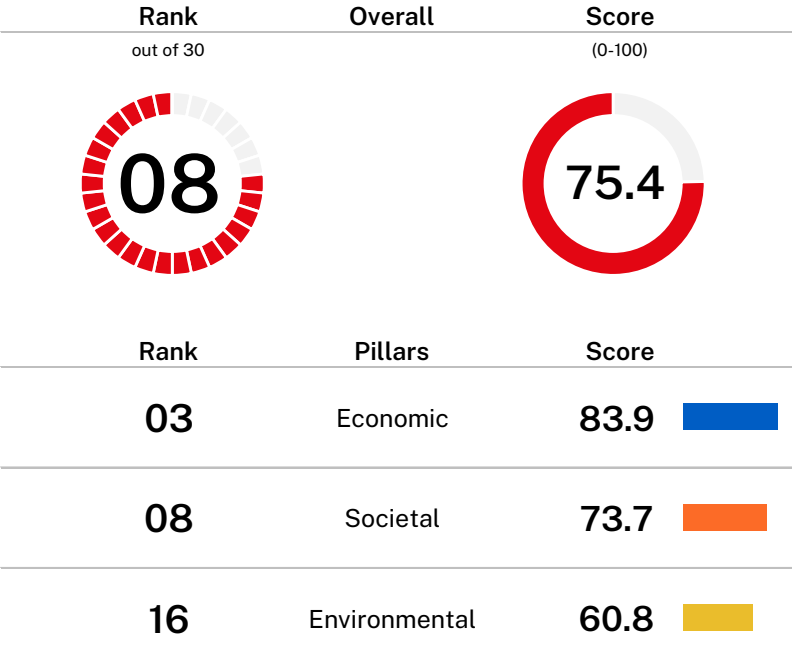 Rank Overall Score
out of 30 (0-100)
08 75.4
Rank Pillars Score
03 Economic 83.9
08 Societal 73.7
16 Environmental 60.8